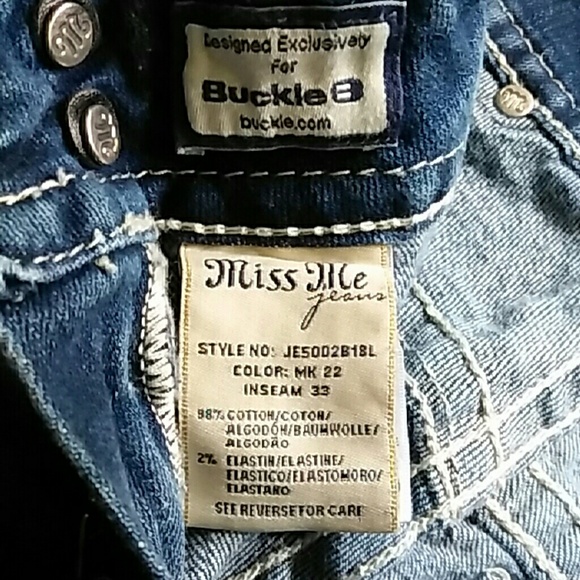 Designed Exclusively
For
Buckle B
buckle.com
Miss Me
jeans
STYLE NO: JE5002B18L
COLOR: MK 22
INSEAM 33
98% COTTON/COTON/
ALGODÓN/BAUMWOLLE/
ALGODÃO
2% ELASTIN/ELASTINE/
ELASTICO/ELASTOMORO/
ELASTANO
SEE REVERSE FOR CARE